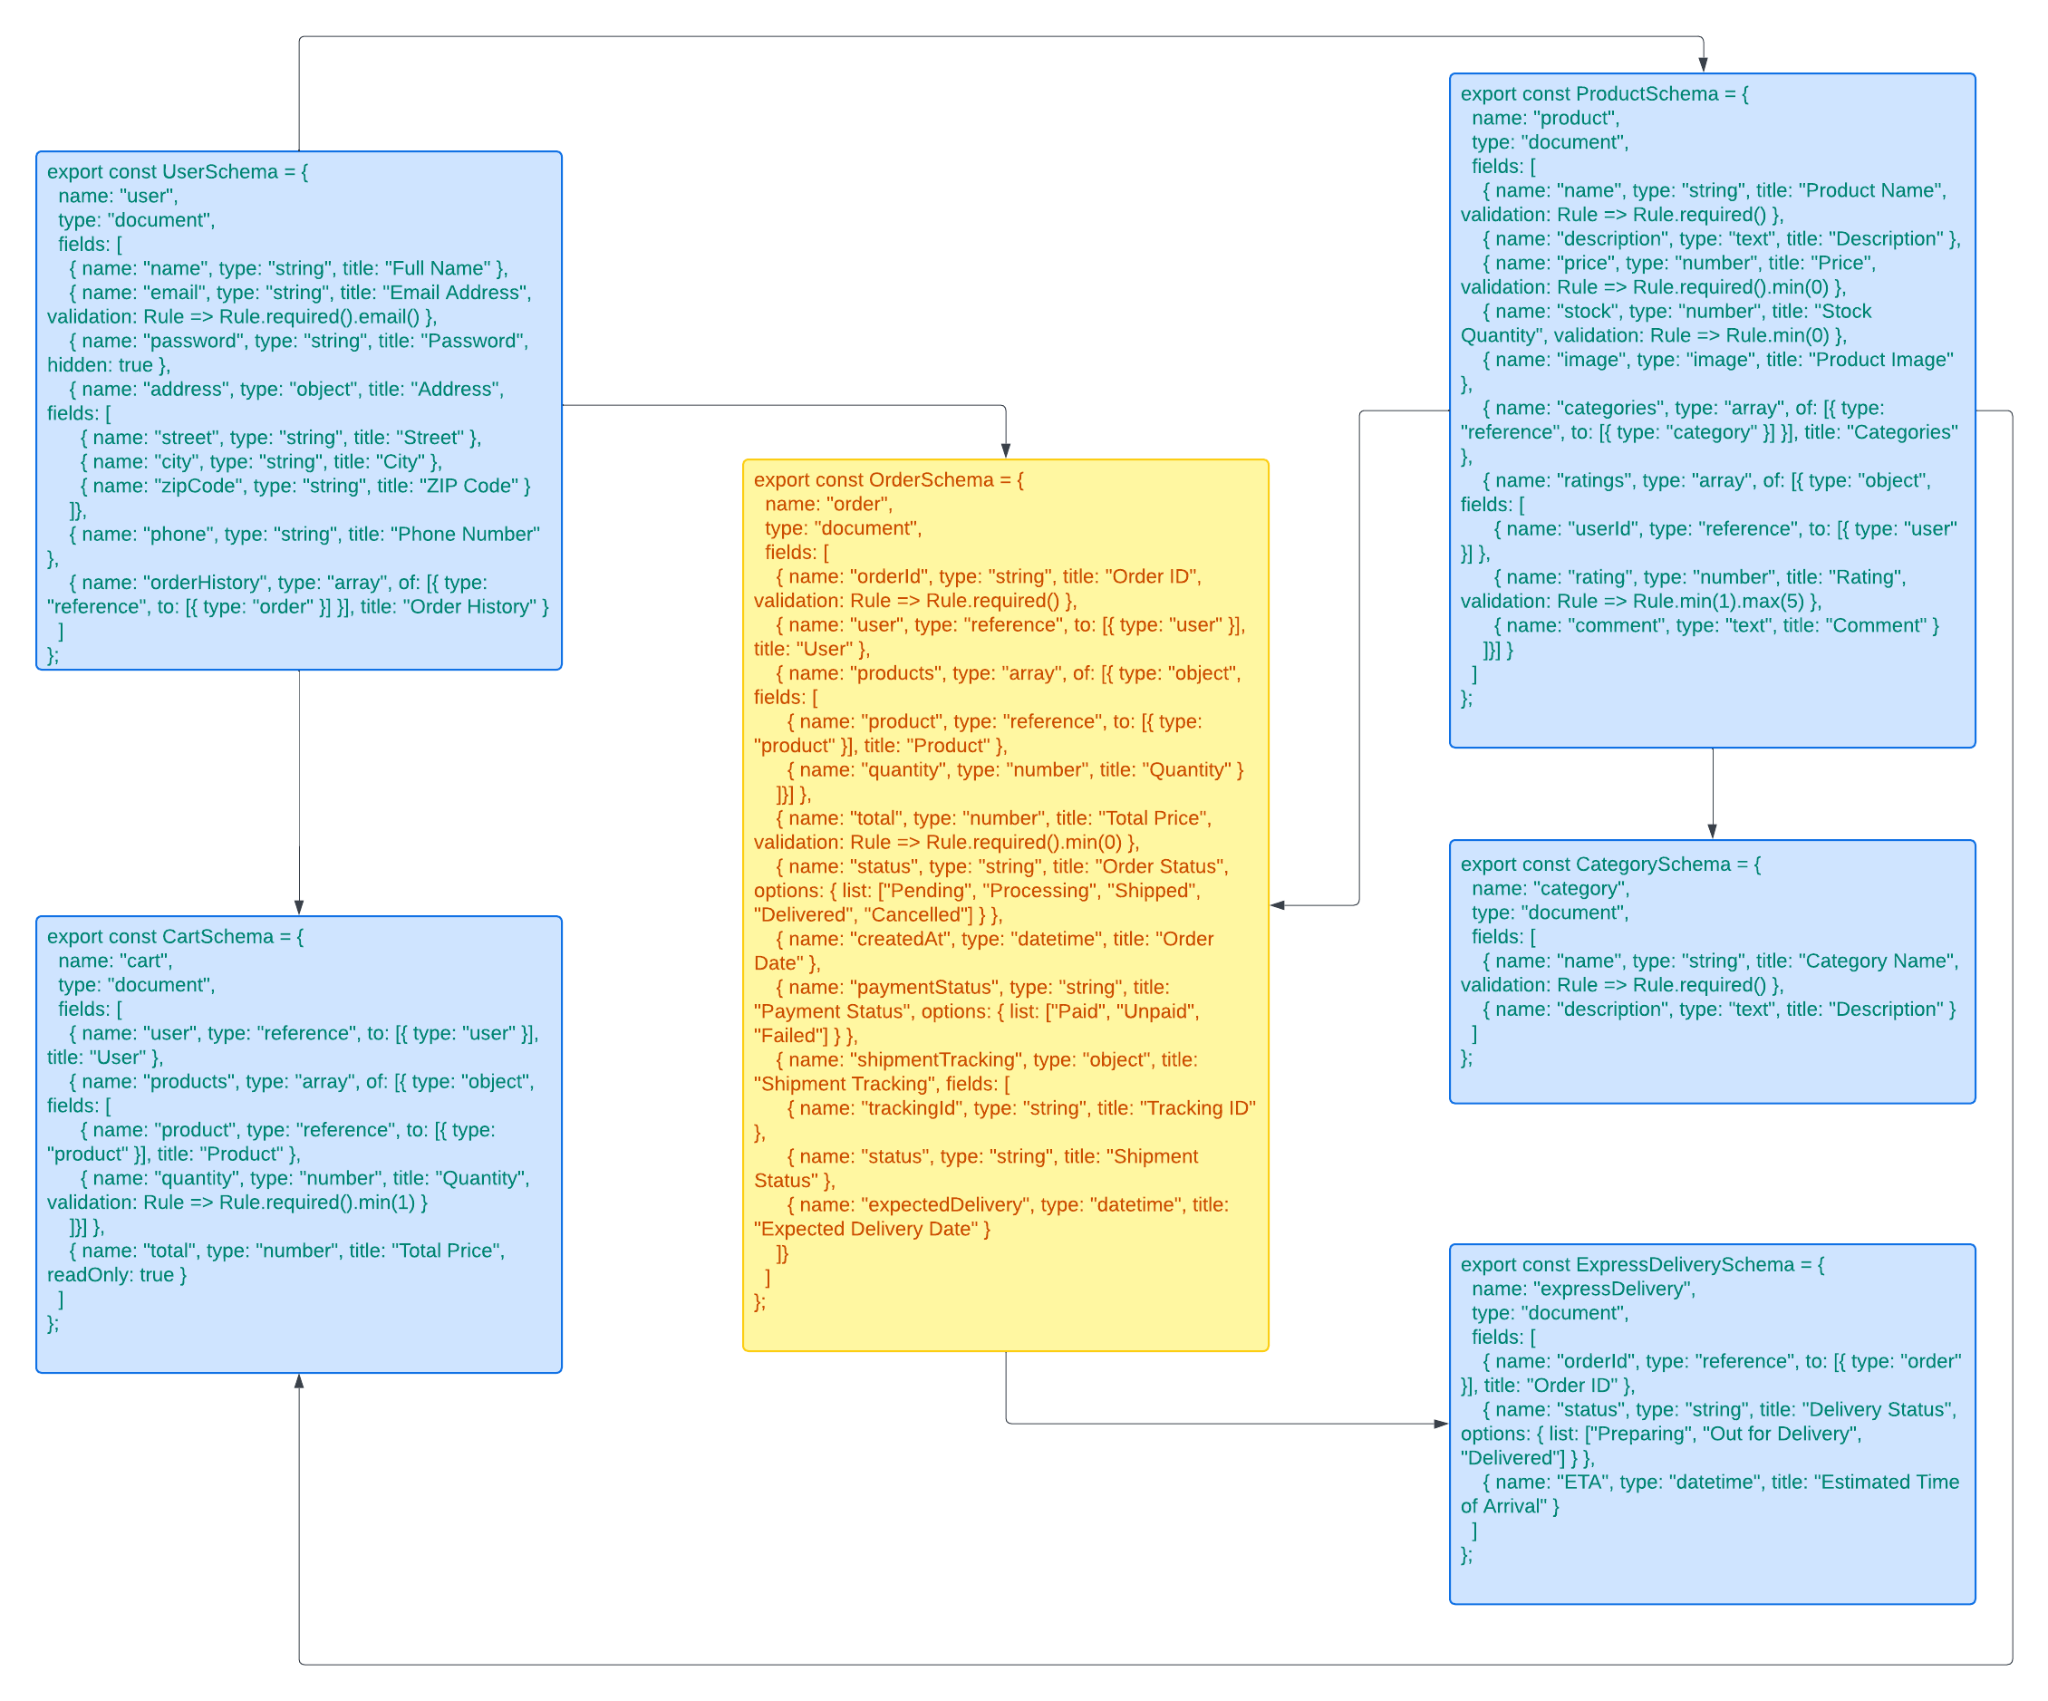 export const UserSchema = {
name: "user",
type: "document",
fields: [
{ name: "name", type: "string", title: "Full Name" },
{ name: "email", type: "string", title: "Email Address",
validation: Rule => Rule.required().email() },
{ name: "password", type: "string", title: "Password",
hidden: true },
{ name: "address", type: "object", title: "Address",
fields: [
{ name: "street", type: "string", title: "Street" },
{ name: "city", type: "string", title: "City" },
{ name: "zipCode", type: "string", title: "ZIP Code" }
]},
{ name: "phone", type: "string", title: "Phone Number"
},
{ name: "orderHistory", type: "array", of: [{ type:
"reference", to: [{ type: "order" }] }], title: "Order History" }
]
};
export const CartSchema = {
name: "cart",
type: "document",
fields: [
{ name: "user", type: "reference", to: [{ type: "user" }],
title: "User" },
{ name: "products", type: "array", of: [{ type: "object",
fields: [
{ name: "product", type: "reference", to: [{ type:
"product" }], title: "Product" },
{ name: "quantity", type: "number", title: "Quantity",
validation: Rule => Rule.required().min(1) }
]}] },
{ name: "total", type: "number", title: "Total Price",
readOnly: true }
]
};
export const OrderSchema = {
name: "order",
type: "document",
fields: [
{ name: "orderId", type: "string", title: "Order ID",
validation: Rule => Rule.required() },
{ name: "user", type: "reference", to: [{ type: "user" }],
title: "User" },
{ name: "products", type: "array", of: [{ type: "object",
fields: [
{ name: "product", type: "reference", to: [{ type:
"product" }], title: "Product" },
{ name: "quantity", type: "number", title: "Quantity" }
]}] },
{ name: "total", type: "number", title: "Total Price",
validation: Rule => Rule.required().min(0) },
{ name: "status", type: "string", title: "Order Status",
options: { list: ["Pending", "Processing", "Shipped",
"Delivered", "Cancelled"] } },
{ name: "createdAt", type: "datetime", title: "Order
Date" },
{ name: "paymentStatus", type: "string", title:
"Payment Status", options: { list: ["Paid", "Unpaid",
"Failed"] } },
{ name: "shipmentTracking", type: "object", title:
"Shipment Tracking", fields: [
{ name: "trackingId", type: "string", title: "Tracking ID"
},
{ name: "status", type: "string", title: "Shipment
Status" },
{ name: "expectedDelivery", type: "datetime", title:
"Expected Delivery Date" }
]}
]
};
export const ProductSchema = {
name: "product",
type: "document",
fields: [
{ name: "name", type: "string", title: "Product Name",
validation: Rule => Rule.required() },
{ name: "description", type: "text", title: "Description" },
{ name: "price", type: "number", title: "Price",
validation: Rule => Rule.required().min(0) },
{ name: "stock", type: "number", title: "Stock
Quantity", validation: Rule => Rule.min(0) },
{ name: "image", type: "image", title: "Product Image"
},
{ name: "categories", type: "array", of: [{ type:
"reference", to: [{ type: "category" }] }], title: "Categories"
},
{ name: "ratings", type: "array", of: [{ type: "object",
fields: [
{ name: "userId", type: "reference", to: [{ type: "user"
}] },
{ name: "rating", type: "number", title: "Rating",
validation: Rule => Rule.min(1).max(5) },
{ name: "comment", type: "text", title: "Comment" }
]}] }
]
};
export const CategorySchema = {
name: "category",
type: "document",
fields: [
{ name: "name", type: "string", title: "Category Name",
validation: Rule => Rule.required() },
{ name: "description", type: "text", title: "Description" }
]
};
export const ExpressDeliverySchema = {
name: "expressDelivery",
type: "document",
fields: [
{ name: "orderId", type: "reference", to: [{ type: "order"
}], title: "Order ID" },
{ name: "status", type: "string", title: "Delivery Status",
options: { list: ["Preparing", "Out for Delivery",
"Delivered"] } },
{ name: "ETA", type: "datetime", title: "Estimated Time
of Arrival" }
]
};